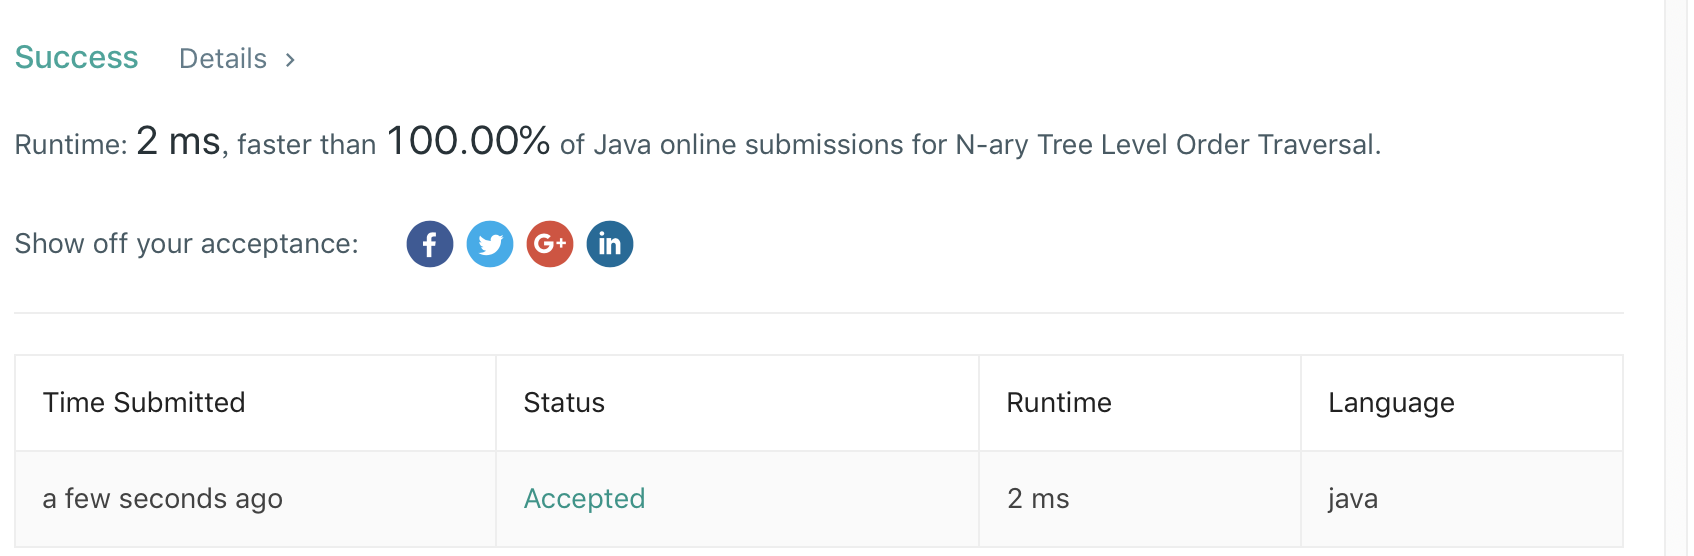 Success Details >
Runtime: 2 ms, faster than 100.00% of Java online submissions for N-ary Tree Level Order Traversal.
Show off your acceptance: f G+ in
Time Submitted Status Runtime Language
a few seconds ago Accepted 2 ms java